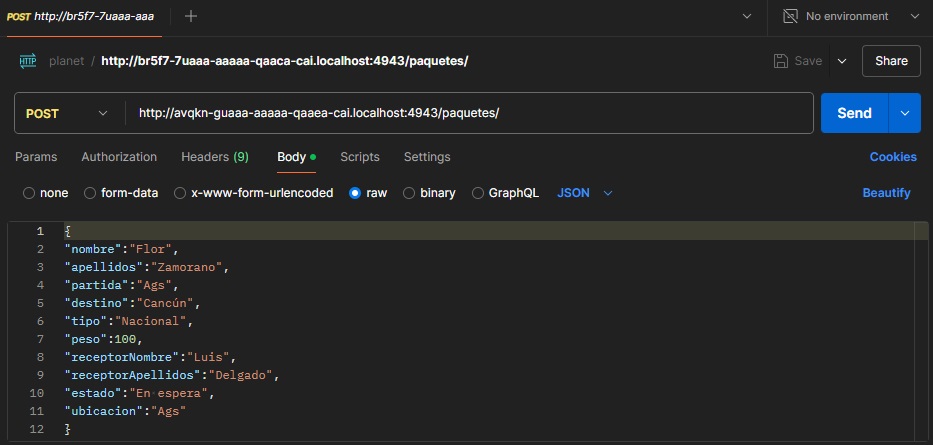 POST http://br5f7-7uaaa-aaa
No environment
HTTP planet / http://br5f7-7uaaa-aaaaa-qaaca-cai.localhost:4943/paquetes/ Save Share
POST http://avqkn-guaaa-aaaaa-qaaea-cai.localhost:4943/paquetes/ Send
Params Authorization Headers (9) Body Scripts Settings Cookies
none form-data x-www-form-urlencoded raw binary GraphQL JSON Beautify
1 {
2 "nombre":"Flor",
3 "apellidos":"Zamorano",
4 "partida":"Ags",
5 "destino":"Cancún",
6 "tipo":"Nacional",
7 "peso":100,
8 "receptorNombre":"Luis",
9 "receptorApellidos":"Delgado",
10 "estado":"En espera",
11 "ubicacion":"Ags"
12 }